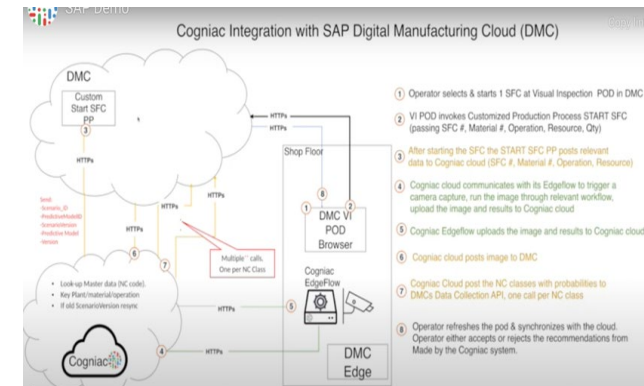 SAP Demo
Cogniac Integration with SAP Digital Manufacturing Cloud (DMC)
DMC
Custom
Start SFC
PP
3
HTTPs
1
HTTPs
HTTPs
Shop Floor
8
1
2
DMC VI
POD
Browser
HTTPs
HTTPs
HTTPs
Send:
-Scenario_ID
-PredictiveModelID
-ScenarioVersion
-Predictive Model
-Version
6
7
Multiple calls.
One per NC Class
• Look-up Master data (NC code).
• Key Plant/material/operation
• If old ScenarioVersion resync
Cogniac
EdgeFlow
HTTPs
5
Cogniac
4
HTTPs
DMC
Edge
1 Operator selects & starts 1 SFC at Visual Inspection POD in DMC
2 VI POD invokes Customized Production Process START SFC
(passing SFC #, Material #, Operation, Resource, Qty)
3 After starting the SFC the START SFC PP posts relevant
data to Cogniac cloud (SFC #, Material #, Operation, Resource)
4 Cogniac cloud communicates with its Edgeflow to trigger a
camera capture, run the image through relevant workflow,
upload the image and results to Cogniac cloud
5 Cogniac Edgeflow uploads the image and results to Cogniac cloud
6 Cogniac cloud posts image to DMC
7 Cogniac Cloud post the NC classes with probabilities to
DMCs Data Collection API, one call per NC class
8 Operator refreshes the pod & synchronizes with the cloud.
Operator either accepts or rejects the recommendations from
Made by the Cogniac system.